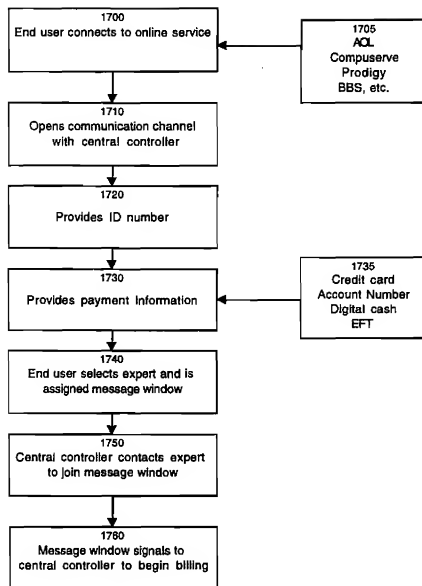 1700
End user connects to online service
1705
AOL
Compuserve
Prodigy
BBS, etc.
1710
Opens communication channel
with central controller
1720
Provides ID number
1730
Provides payment information
1735
Credit card
Account Number
Digital cash
EFT
1740
End user selects expert and is
assigned message window
1750
Central controller contacts expert
to join message window
1760
Message window signals to
central controller to begin billing